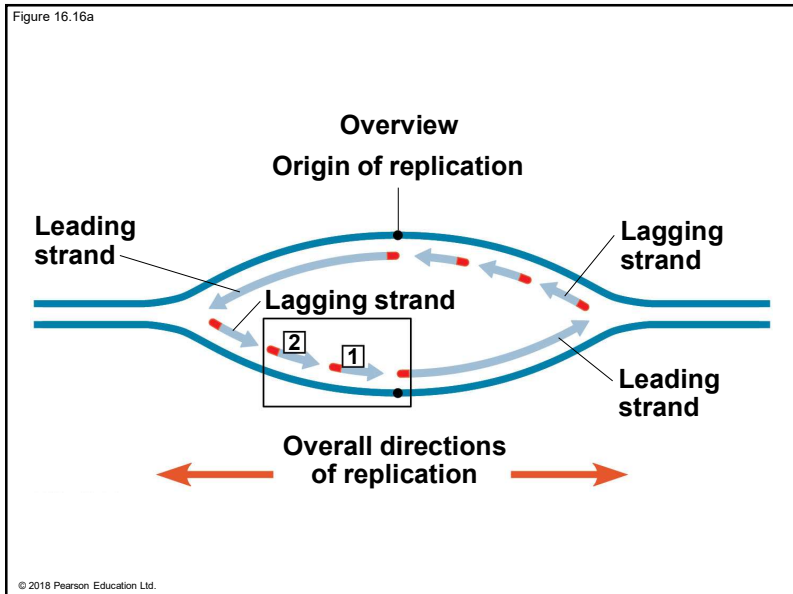 Figure 16.16a
Overview
Origin of replication
Leading
strand
Lagging
strand
Lagging strand
2
1
Leading
strand
Overall directions
of replication
© 2018 Pearson Education Ltd.